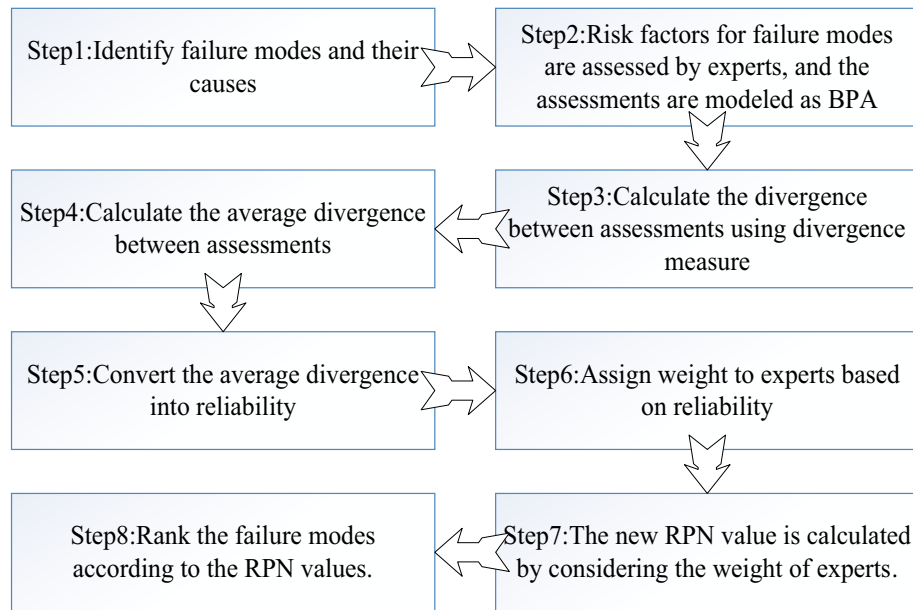 Step1:Identify failure modes and their
causes
Step2:Risk factors for failure modes
are assessed by experts, and the
assessments are modeled as BPA
Step3:Calculate the divergence
between assessments using divergence
measure
Step4:Calculate the average divergence
between assessments
Step5:Convert the average divergence
into reliability
Step6:Assign weight to experts based
on reliability
Step7:The new RPN value is calculated
by considering the weight of experts.
Step8:Rank the failure modes
according to the RPN values.